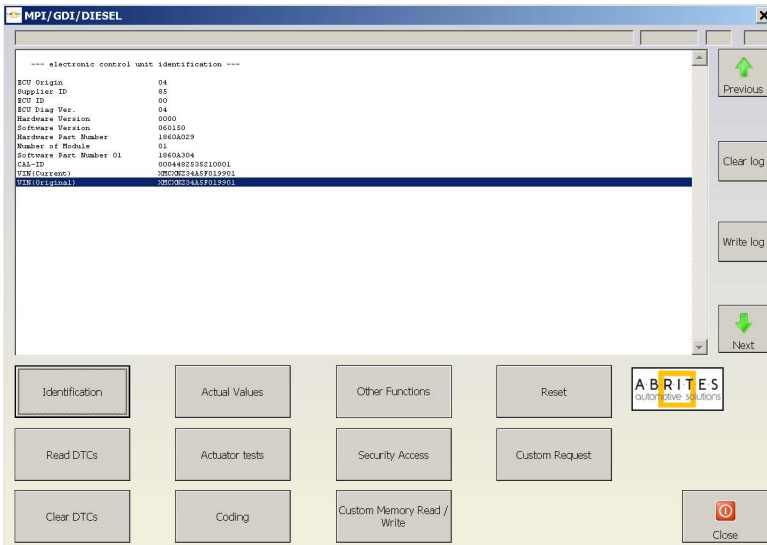 MPI/GDI/DIESEL
--- electronic control unit identification ---
ECU Origin 04
Supplier ID 85
ECU ID 00
ECU Diag Ver. 04
Hardware Version 0000
Software Version 060150
Hardware Part Number 1860A029
Number of Module 01
Software Part Number 01 1860A304
CAL-ID 0004482535210001
VIN(Current) XMCXNZ34A5F019901
VIN(Original) XMCXNZ34A5F019901
Previous
Clear log
Write log
Next
Identification
Actual Values
Other Functions
Reset
ABRITES
automotive solutions
Read DTCs
Actuator tests
Security Access
Custom Request
Clear DTCs
Coding
Custom Memory Read /
Write
Close